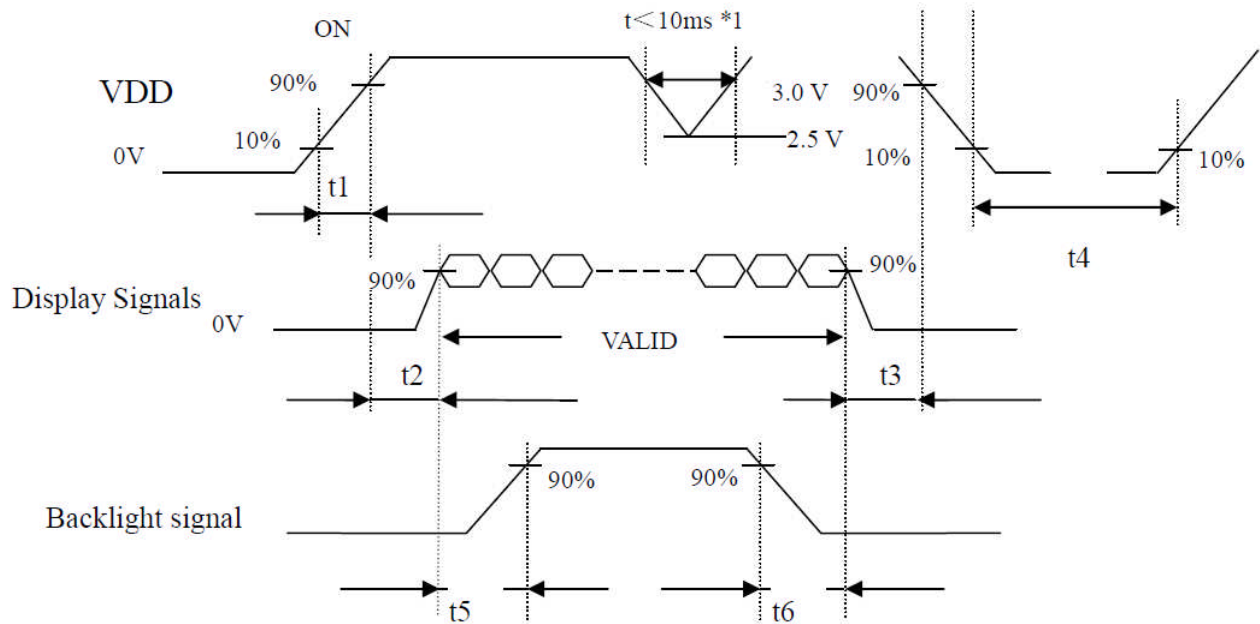 t＜10ms *1
ON
VDD
90%
3.0 V
90%
10%
0V
2.5 V
10%
10%
t1
t4
90%
90%
Display Signals
0V
VALID
t2
t3
90%
90%
Backlight signal
t5
t6